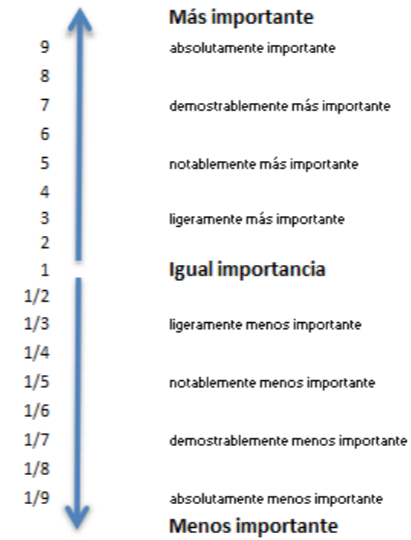 Más importante
9 absolutamente importante
8
7 demostrablemente más importante
6
5 notablemente más importante
4
3 ligeramente más importante
2
1 Igual importancia
1/2
1/3 ligeramente menos importante
1/4
1/5 notablemente menos importante
1/6
1/7 demostrablemente menos importante
1/8
1/9 absolutamente menos importante
Menos importante